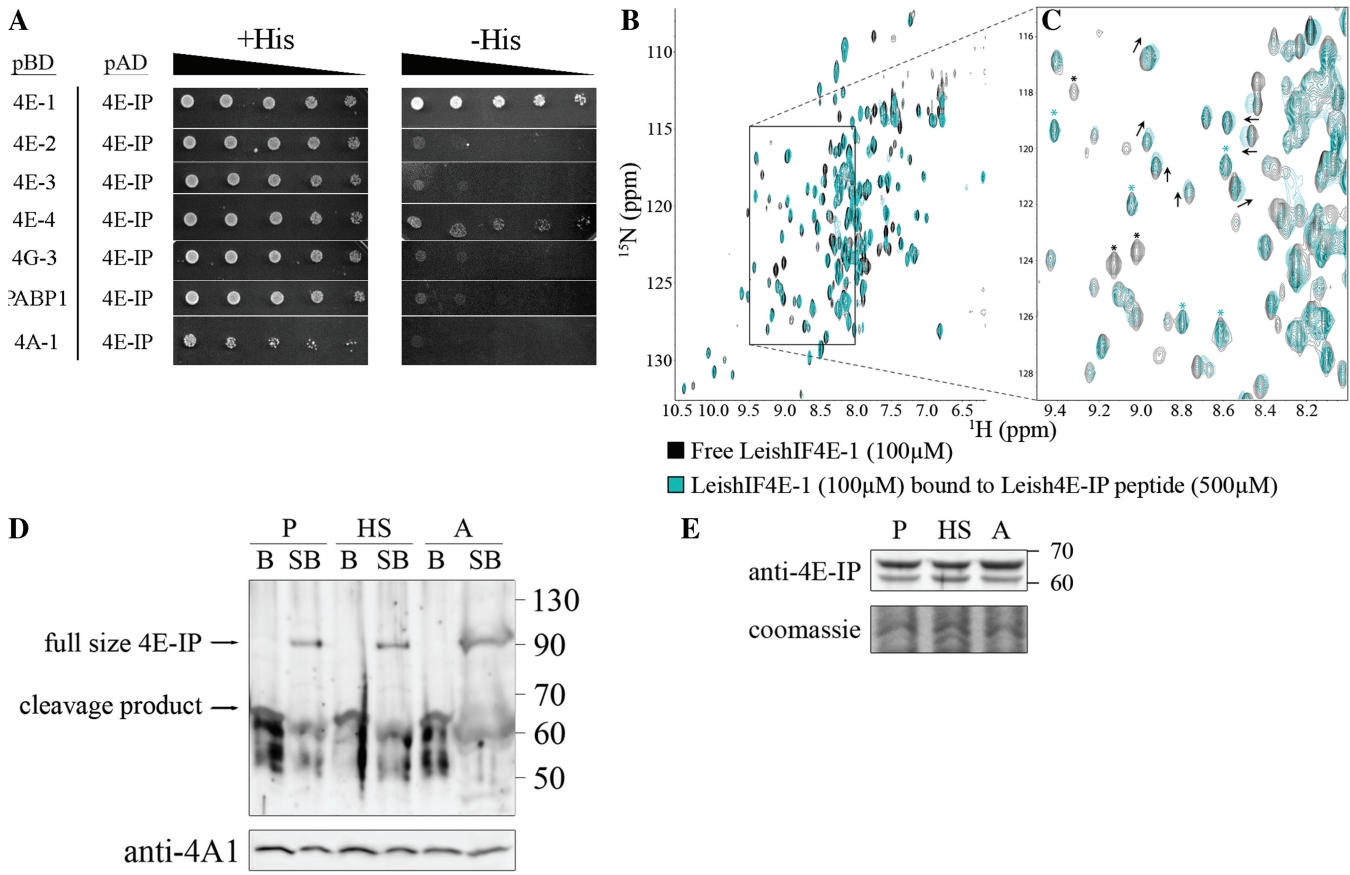 A
+His
-His
pBD pAD
4E-1 4E-IP
4E-2 4E-IP
4E-3 4E-IP
4E-4 4E-IP
4G-3 4E-IP
PABP1 4E-IP
4A-1 4E-IP
B
110
115
120
125
130
15N (ppm)
10.5 10.0 9.5 9.0 8.5 8.0 7.5 7.0 6.5
C
116
118
120
122
124
126
128
*
*
*
*
*
*
*
*
9.4 9.2 9.0 8.8 8.6 8.4 8.2
1H (ppm)
Free LeishIF4E-1 (100µM)
LeishIF4E-1 (100µM) bound to Leish4E-IP peptide (500µM)
D
P HS A
B SB B SB B SB
130
full size 4E-IP
90
70
cleavage product
60
50
anti-4A1
E
P HS A
70
anti-4E-IP
60
coomassie